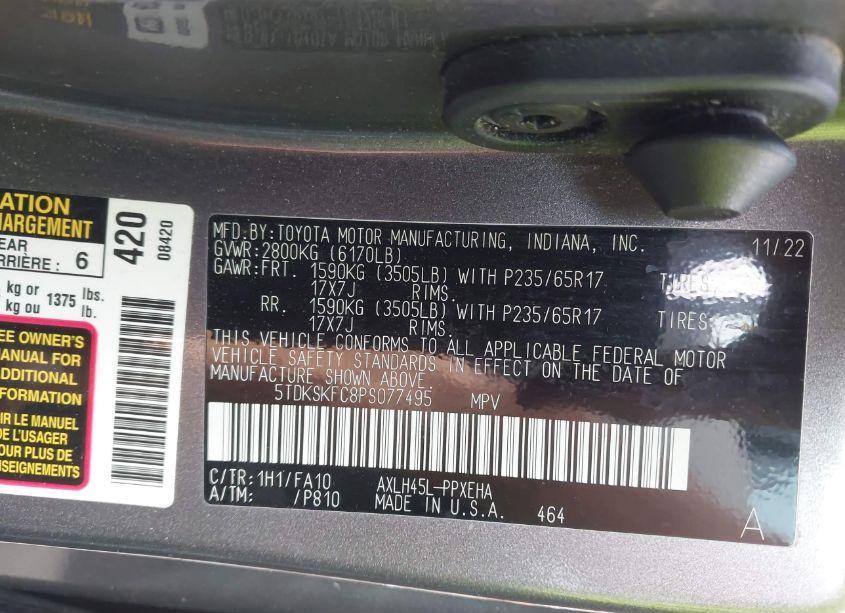 ATION
HARGEMENT
EAR
RRIÈRE : 6
kg or 1375 lbs.
kg ou lb.
EE OWNER'S
MANUAL FOR
ADDITIONAL
FORMATION
IR LE MANUEL
DE L'USAGER
POUR PLUS DE
SEIGNEMENTS
420
08420
MFD.BY:TOYOTA MOTOR MANUFACTURING, INDIANA, INC. 11/22
GVWR:2800KG (6170LB)
GAWR:FRT. 1590KG (3505LB) WITH P235/65R17 TIRES,
17X7J RIMS.
RR. 1590KG (3505LB) WITH P235/65R17 TIRES,
17X7J RIMS.
THIS VEHICLE CONFORMS TO ALL APPLICABLE FEDERAL MOTOR
VEHICLE SAFETY STANDARDS IN EFFECT ON THE DATE OF
MANUFACTURE SHOWN ABOVE.
5TDKSKFC8PS077495 MPV
C/TR:1H1/FA10 AXLH45L-PPXEHA
A/TM: /P810 MADE IN U.S.A. 464
A